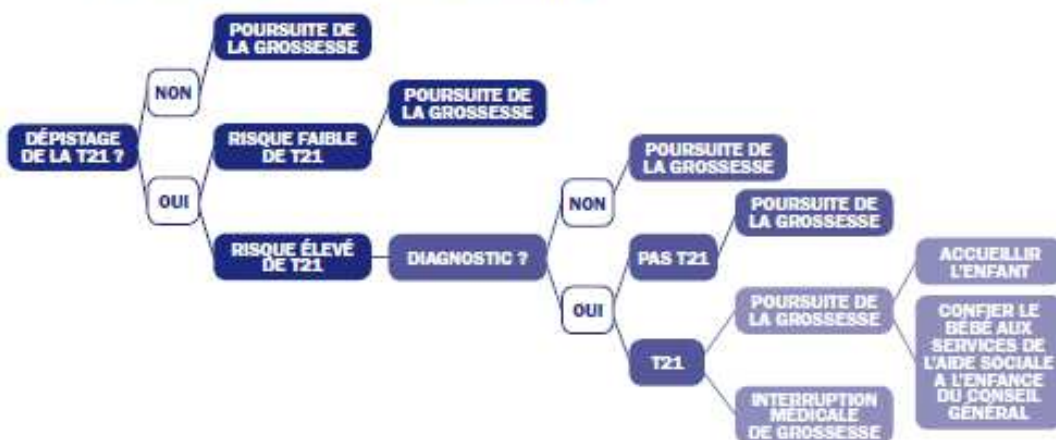 POURSUITE DE
LA GROSSESSE
NON
POURSUITE DE
LA GROSSESSE
DÉPISTAGE
DE LA T21 ?
RISQUE FAIBLE
DE T21
OUI
RISQUE ÉLEVÉ
DE T21
DIAGNOSTIC ?
POURSUITE DE
LA GROSSESSE
NON
POURSUITE DE
LA GROSSESSE
PAS T21
OUI
ACCUEILLIR
L'ENFANT
POURSUITE DE
LA GROSSESSE
CONFIER LE
BÉBÉ AUX
SERVICES DE
L'AIDE SOCIALE
A L'ENFANCE
DU CONSEIL
GÉNÉRAL
T21
INTERRUPTION
MÉDICALE
DE GROSSESSE